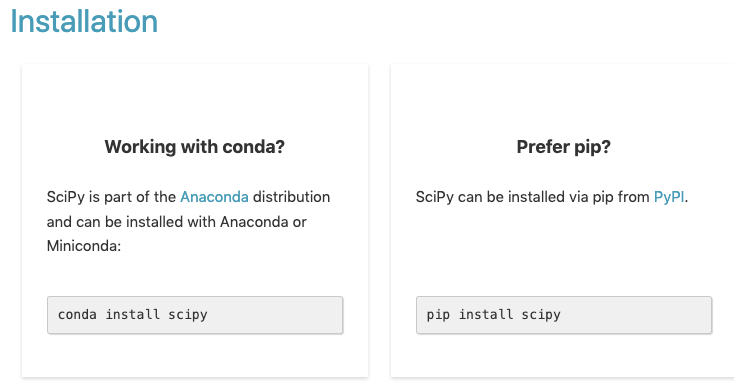 Installation
Working with conda?
SciPy is part of the Anaconda distribution
and can be installed with Anaconda or
Miniconda:
conda install scipy
Prefer pip?
SciPy can be installed via pip from PyPI.
pip install scipy